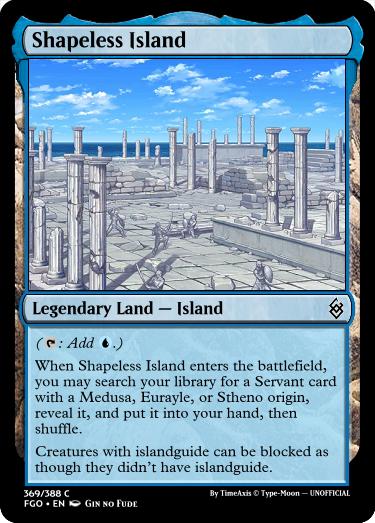 Shapeless Island
Legendary Land — Island
( : Add .)
When Shapeless Island enters the battlefield,
you may search your library for a Servant card
with a Medusa, Eurayle, or Stheno origin,
reveal it, and put it into your hand, then
shuffle.
Creatures with islandguide can be blocked as
though they didn't have islandguide.
369/388 C
FGO • EN Gin no Fude
By TimeAxis © Type-Moon — UNOFFICIAL